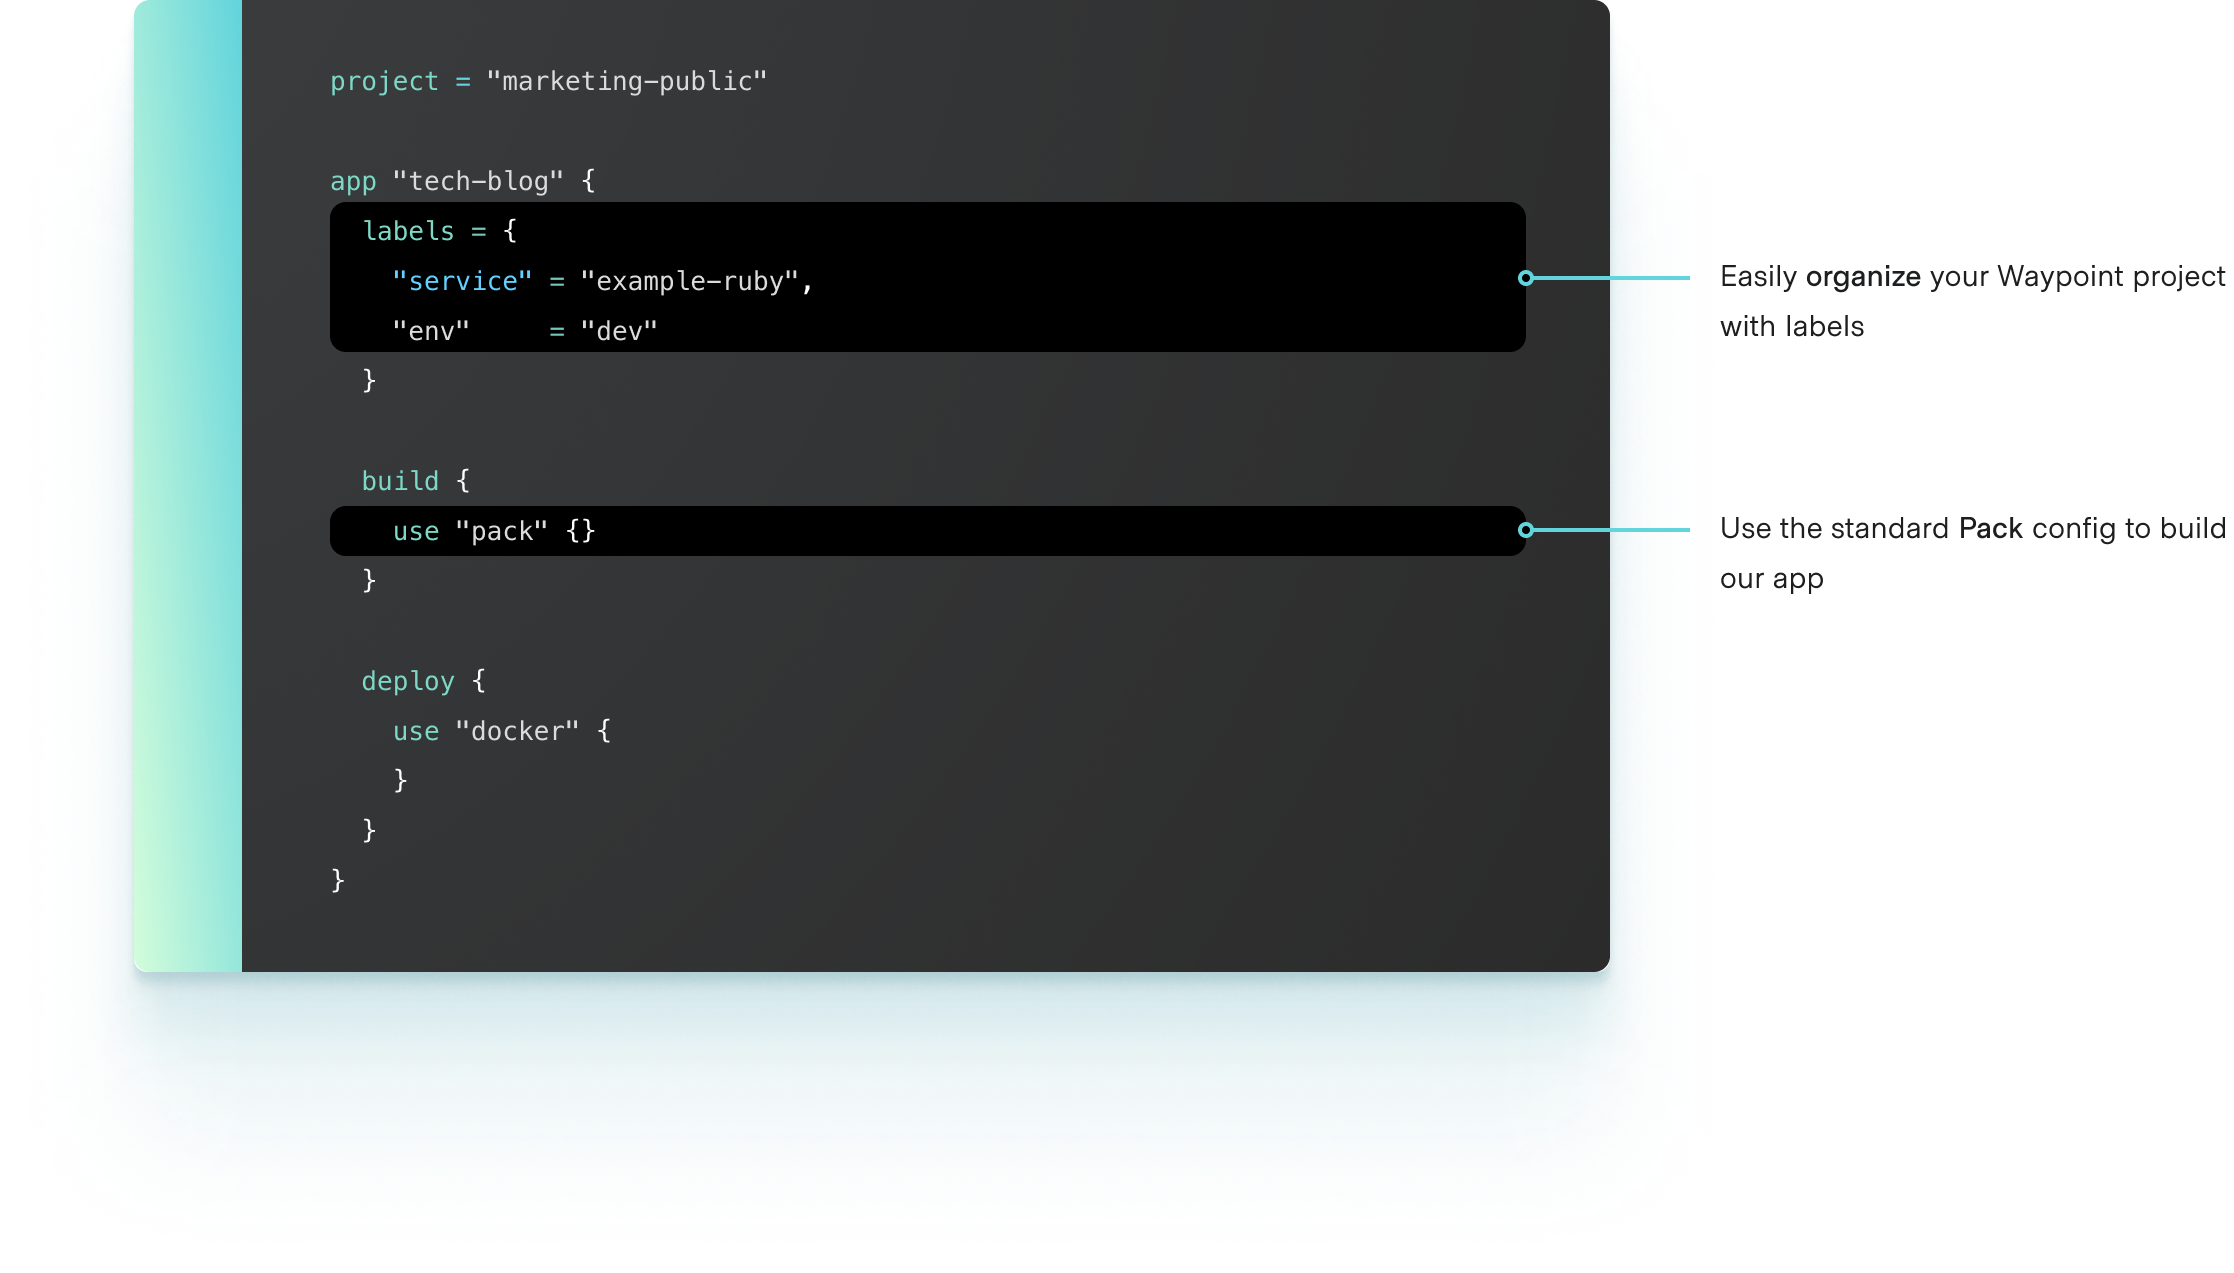 project = "marketing-public"
app "tech-blog" {
labels = {
"service" = "example-ruby",
"env"     = "dev"
}
build {
use "pack" {}
}
deploy {
use "docker" {
}
}
}
Easily organize your Waypoint project
with labels
Use the standard Pack config to build
our app